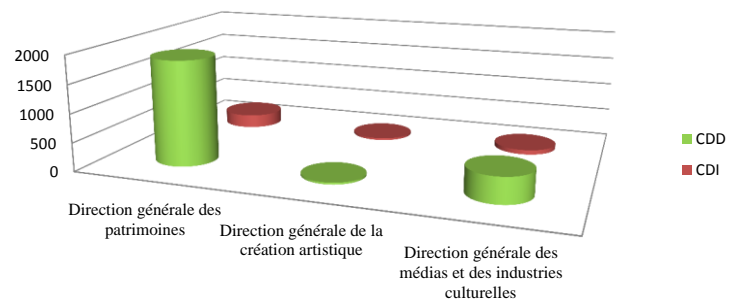 2000
1500
1000
500
0
Direction générale des
patrimoines
Direction générale de la
création artistique
Direction générale des
médias et des industries
culturelles
CDD
CDI